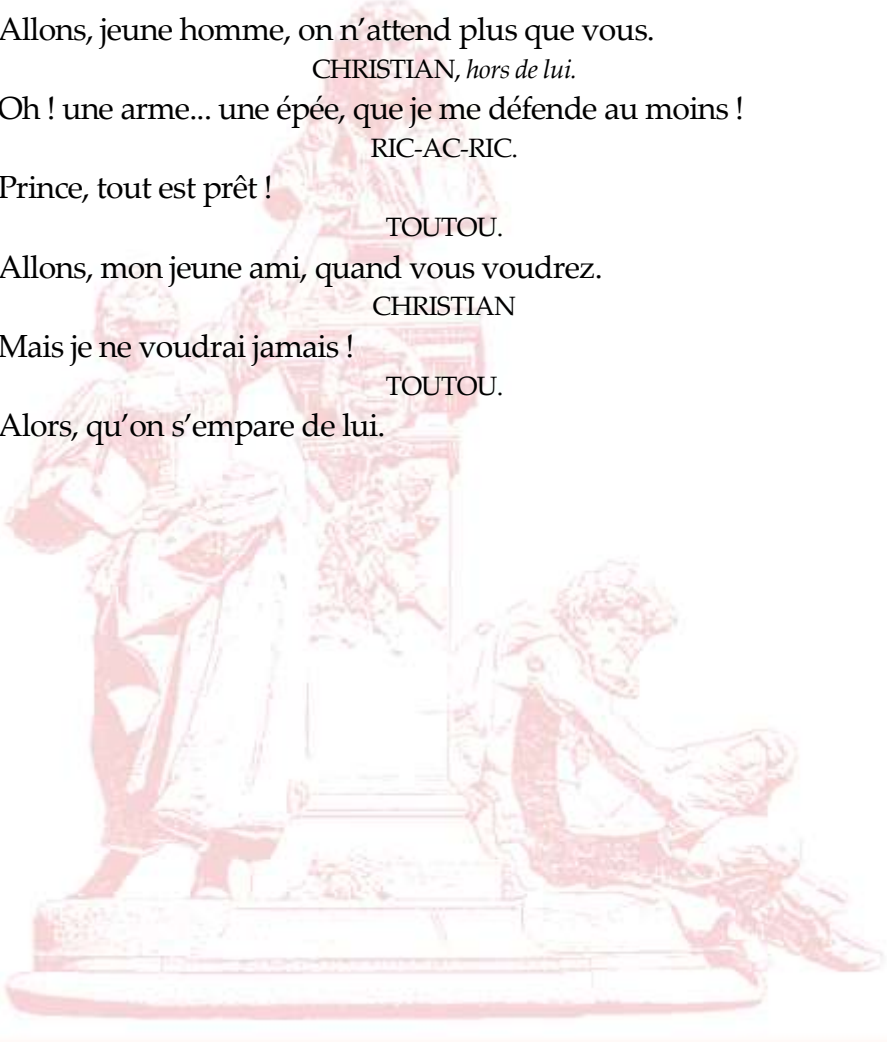 Allons, jeune homme, on n’attend plus que vous.
CHRISTIAN, hors de lui.
Oh ! une arme... une épée, que je me défende au moins !
RIC-AC-RIC.
Prince, tout est prêt !
TOUTOU.
Allons, mon jeune ami, quand vous voudrez.
CHRISTIAN
Mais je ne voudrai jamais !
TOUTOU.
Alors, qu’on s’empare de lui.